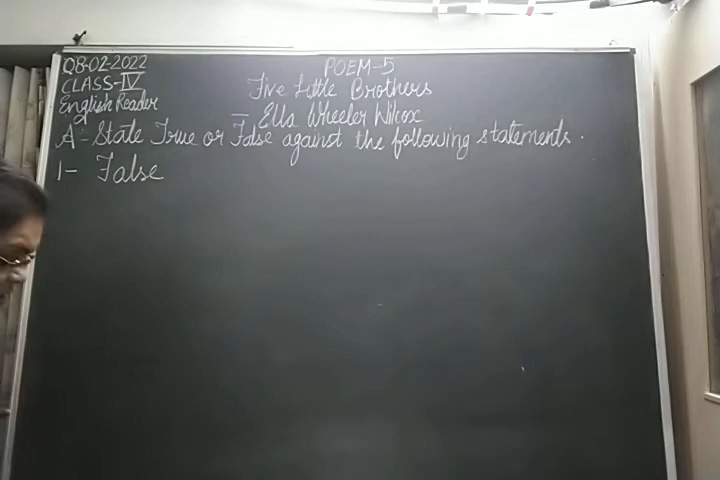 08-02-2022
POEM-5
CLASS-IV
Five Little Brothers
English Reader
- Ella Wheeler Wilcox
A - State True or False against the following statements.
1- False